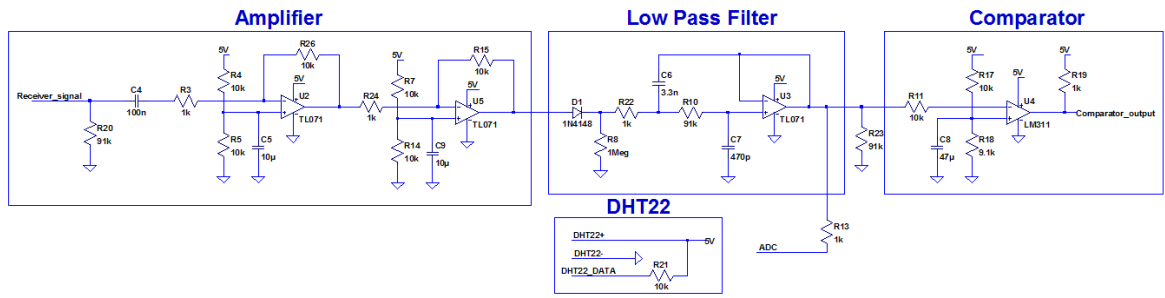 Amplifier
Low Pass Filter
Comparator
5V
R26
10k
5V
R15
10k
5V
R4
10k
5V
U2
TL071
R7
10k
5V
U5
TL071
Receiver_signal
C4
100n
R3
1k
R24
1k
R20
91k
R5
10k
C5
10µ
R14
10k
C9
10µ
C6
3.3n
5V
U3
TL071
D1
1N4148
R22
1k
R10
91k
R8
1Meg
C7
470p
R23
91k
R13
1k
ADC
5V
R17
10k
5V
R19
1k
5V
U4
LM311
R11
10k
C8
47µ
R18
9.1k
Comparator_output
DHT22
DHT22+
5V
DHT22-
DHT22_DATA
R21
10k